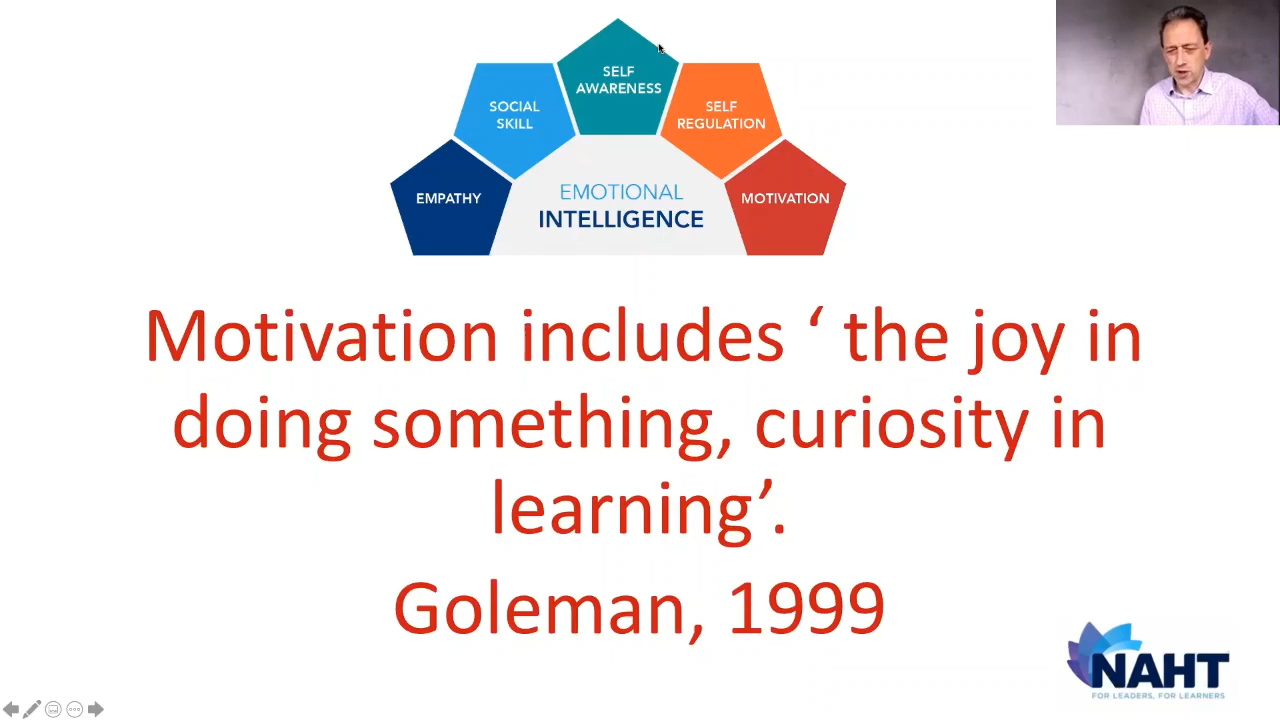 SELF
AWARENESS
SOCIAL
SKILL
SELF
REGULATION
EMPATHY
EMOTIONAL
INTELLIGENCE
MOTIVATION
Motivation includes ‘ the joy in
doing something, curiosity in
learning’.
Goleman, 1999
NAHT
FOR LEADERS, FOR LEARNERS